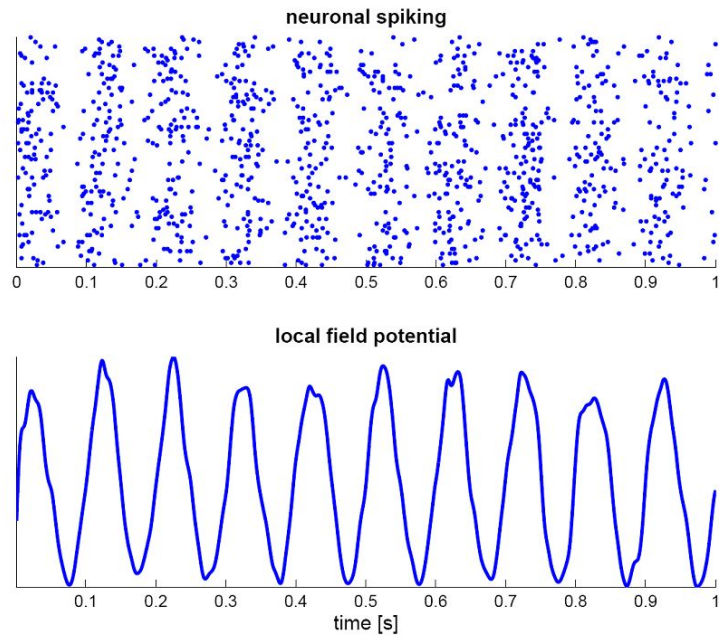 neuronal spiking
0 0.1 0.2 0.3 0.4 0.5 0.6 0.7 0.8 0.9 1
local field potential
0.1 0.2 0.3 0.4 0.5 0.6 0.7 0.8 0.9 1
time [s]